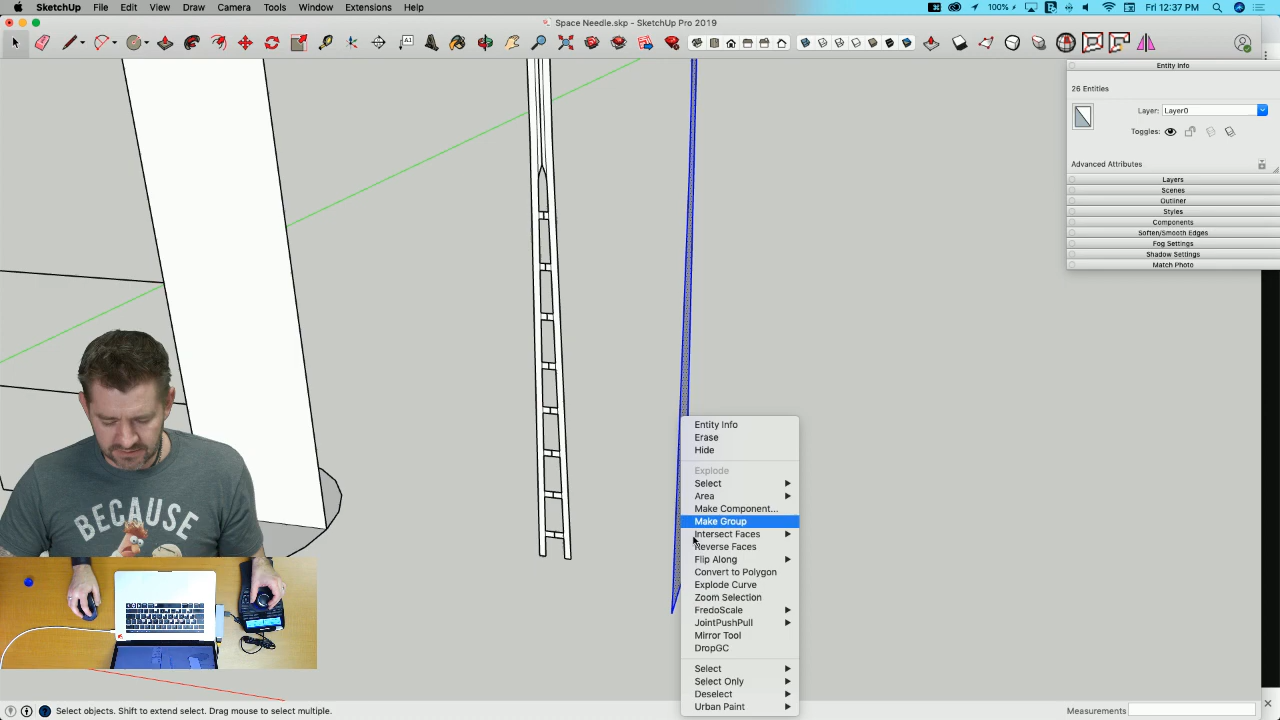 SketchUp File Edit View Draw Camera Tools Window Extensions Help
100%
Fri 12:37 PM
Space Needle.skp - SketchUp Pro 2019
Entity Info
26 Entities
Layer: Layer0
Toggles:
Advanced Attributes
Layers
Scenes
Outliner
Styles
Components
Soften/Smooth Edges
Fog Settings
Shadow Settings
Match Photo
Entity Info
Erase
Hide
Explode
Select
Area
Make Component...
Make Group
Intersect Faces
Reverse Faces
Flip Along
Convert to Polygon
Explode Curve
Zoom Selection
FredoScale
JointPushPull
Mirror Tool
DropGC
Select
Select Only
Deselect
Urban Paint
BECAUSE
Select objects. Shift to extend select. Drag mouse to select multiple.
Measurements